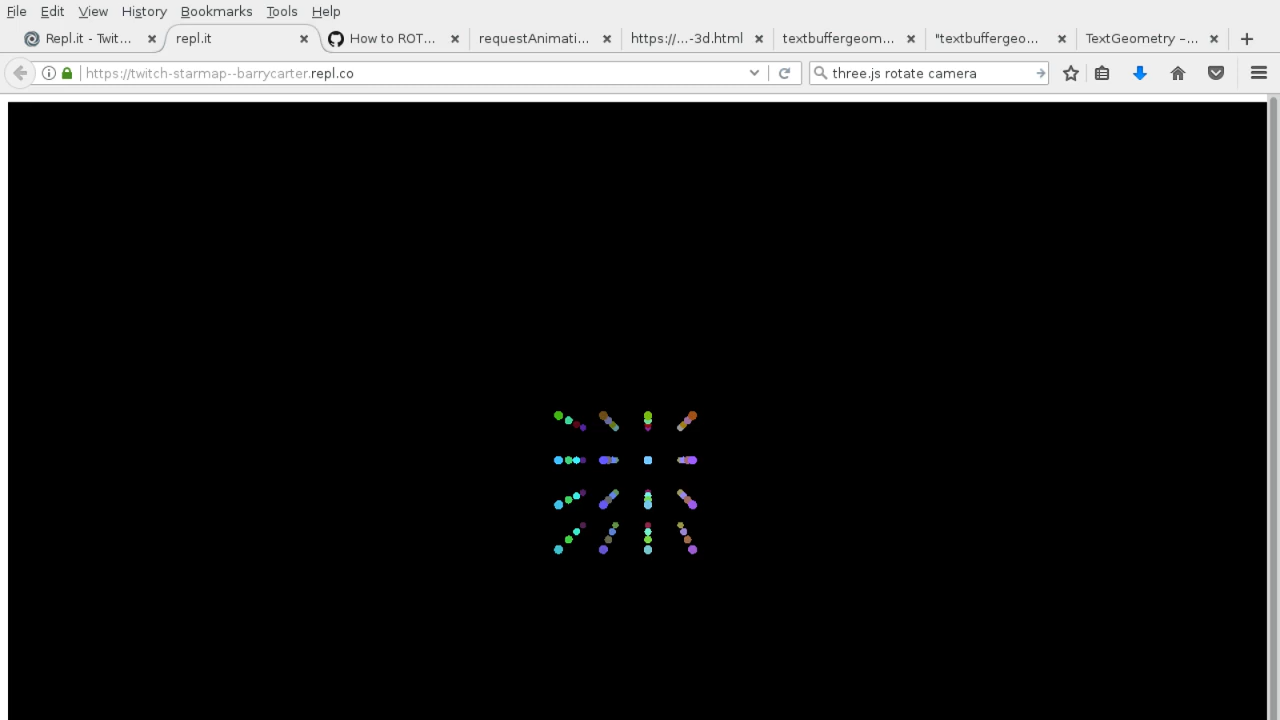 File Edit View History Bookmarks Tools Help
Repl.it - Twit... repl.it How to ROT... requestAnimati... https://...-3d.html textbuffergeom... "textbuffergeo... TextGeometry –...
https://twitch-starmap--barrycarter.repl.co three.js rotate camera